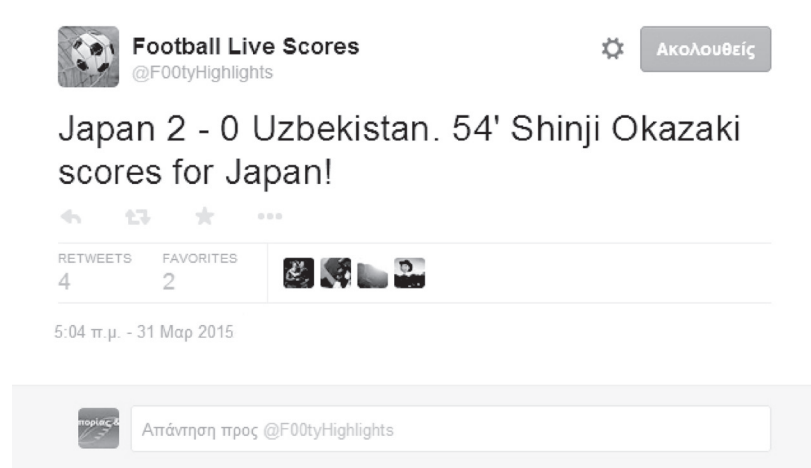 Football Live Scores
@F00tyHighlights
Ακολουθείς
Japan 2 - 0 Uzbekistan. 54' Shinji Okazaki
scores for Japan!
RETWEETS FAVORITES
4 2
5:04 π.μ. - 31 Μαρ 2015
πορίας &
Απάντηση προς @F00tyHighlights